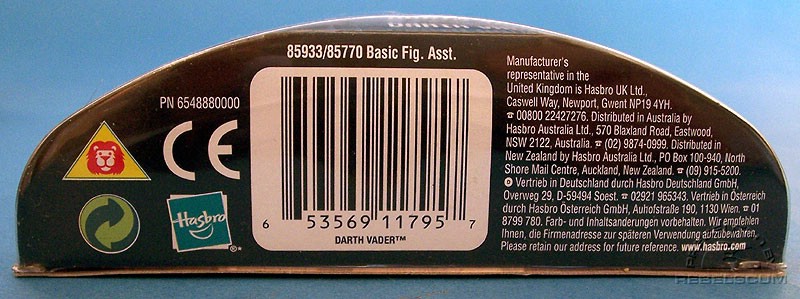 85933/85770 Basic Fig. Asst.
PN 6548880000
CE
Hasbro
®*
6 53569 11795 7
DARTH VADER™
Manufacturer's
representative in the
United Kingdom is Hasbro UK Ltd.,
Caswell Way, Newport, Gwent NP19 4YH.
☎ 00800 22427276. Distributed in Australia by
Hasbro Australia Ltd., 570 Blaxland Road, Eastwood,
NSW 2122, Australia. ☎ (02) 9874-0999. Distributed in
New Zealand by Hasbro Australia Ltd., PO Box 100-940, North
Shore Mail Centre, Auckland, New Zealand. ☎ (09) 915-5200.
Vertrieb in Deutschland durch Hasbro Deutschland GmbH,
Overweg 29, D-59494 Soest. ☎ 02921 965343. Vertrieb in Österreich
durch Hasbro Österreich GmbH, Auhofstraße 190, 1130 Wien. ☎ 01
8799 780. Farb- und Inhaltsänderungen vorbehalten. Wir empfehlen
Ihnen, die Firmenadresse zur späteren Verwendung aufzubewahren.
Please retain our address for future reference. www.hasbro.com
REBELSCUM